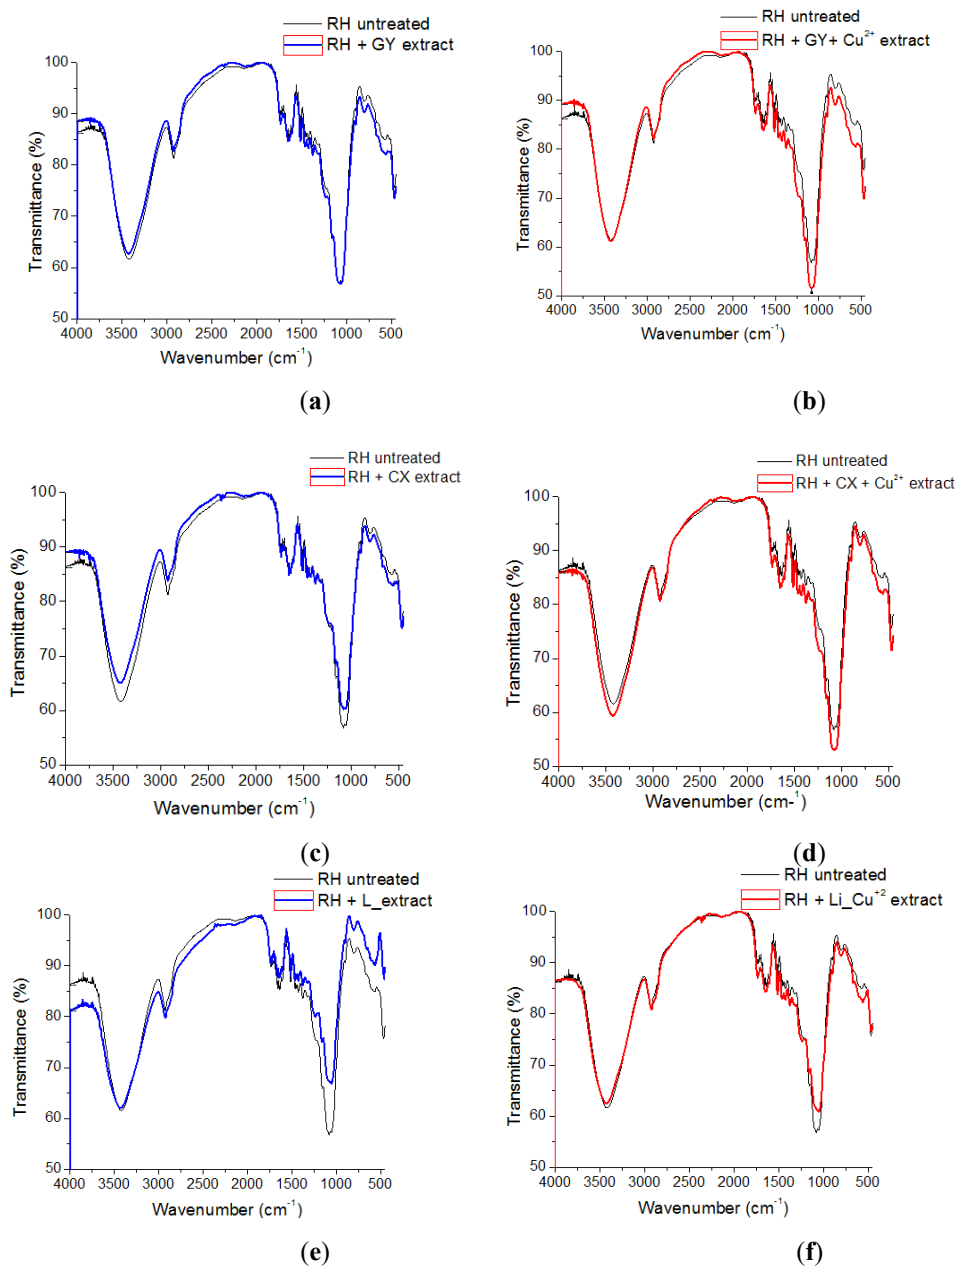 RH untreated
RH + GY extract
Transmittance (%)
100
90
80
70
60
50
4000 3500 3000 2500 2000 1500 1000 500
Wavenumber (cm⁻¹)
(a)
RH untreated
RH + GY+ Cu²⁺ extract
Transmittance (%)
100
90
80
70
60
50
4000 3500 3000 2500 2000 1500 1000 500
Wavenumber (cm⁻¹)
(b)
RH untreated
RH + CX extract
Transmittance (%)
100
90
80
70
60
50
4000 3500 3000 2500 2000 1500 1000 500
Wavenumber (cm⁻¹)
(c)
RH untreated
RH + CX + Cu²⁺ extract
Transmittance (%)
100
90
80
70
60
50
4000 3500 3000 2500 2000 1500 1000 500
Wavenumber (cm-¹)
(d)
RH untreated
RH + L_extract
Transmittance (%)
100
90
80
70
60
50
4000 3500 3000 2500 2000 1500 1000 500
Wavenumber (cm⁻¹)
(e)
RH untreated
RH + Li_Cu⁺² extract
Transmittance (%)
100
90
80
70
60
50
4000 3500 3000 2500 2000 1500 1000 500
Wavenumber (cm⁻¹)
(f)